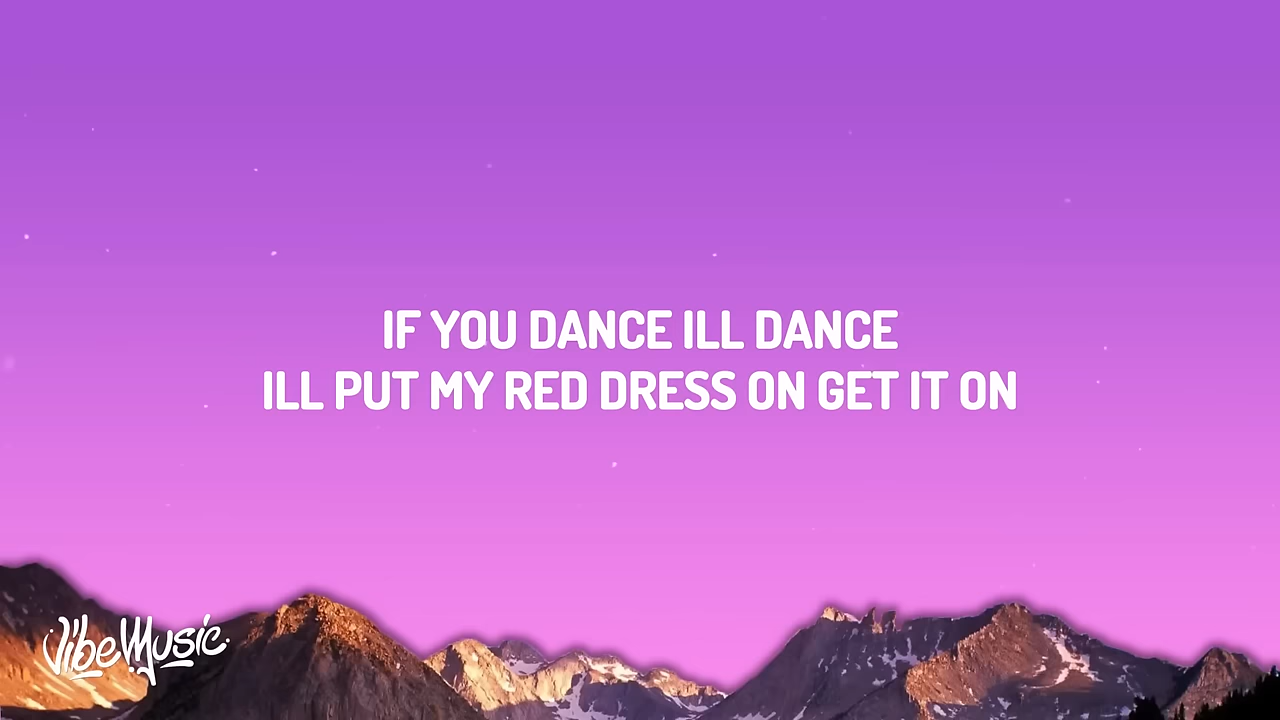 IF YOU DANCE ILL DANCE
ILL PUT MY RED DRESS ON GET IT ON
VibeMusic